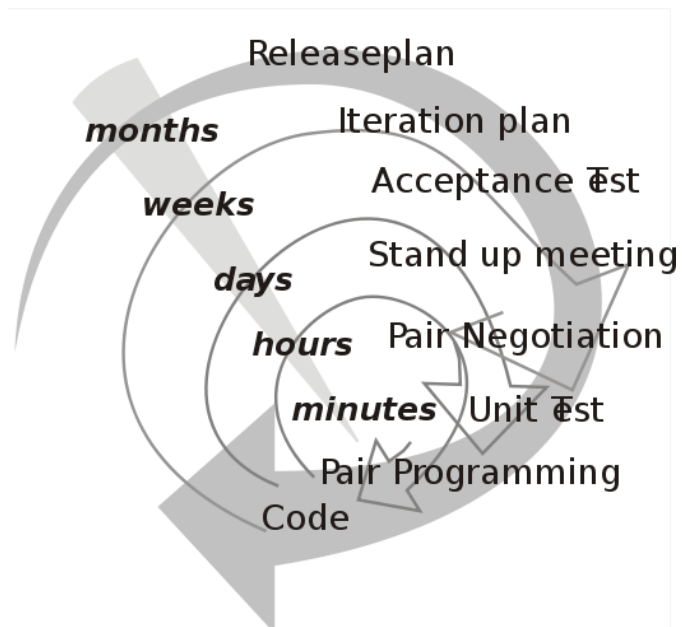 Releaseplan
months
Iteration plan
Acceptance Test
weeks
Stand up meeting
days
Pair Negotiation
hours
minutes
Unit Test
Pair Programming
Code